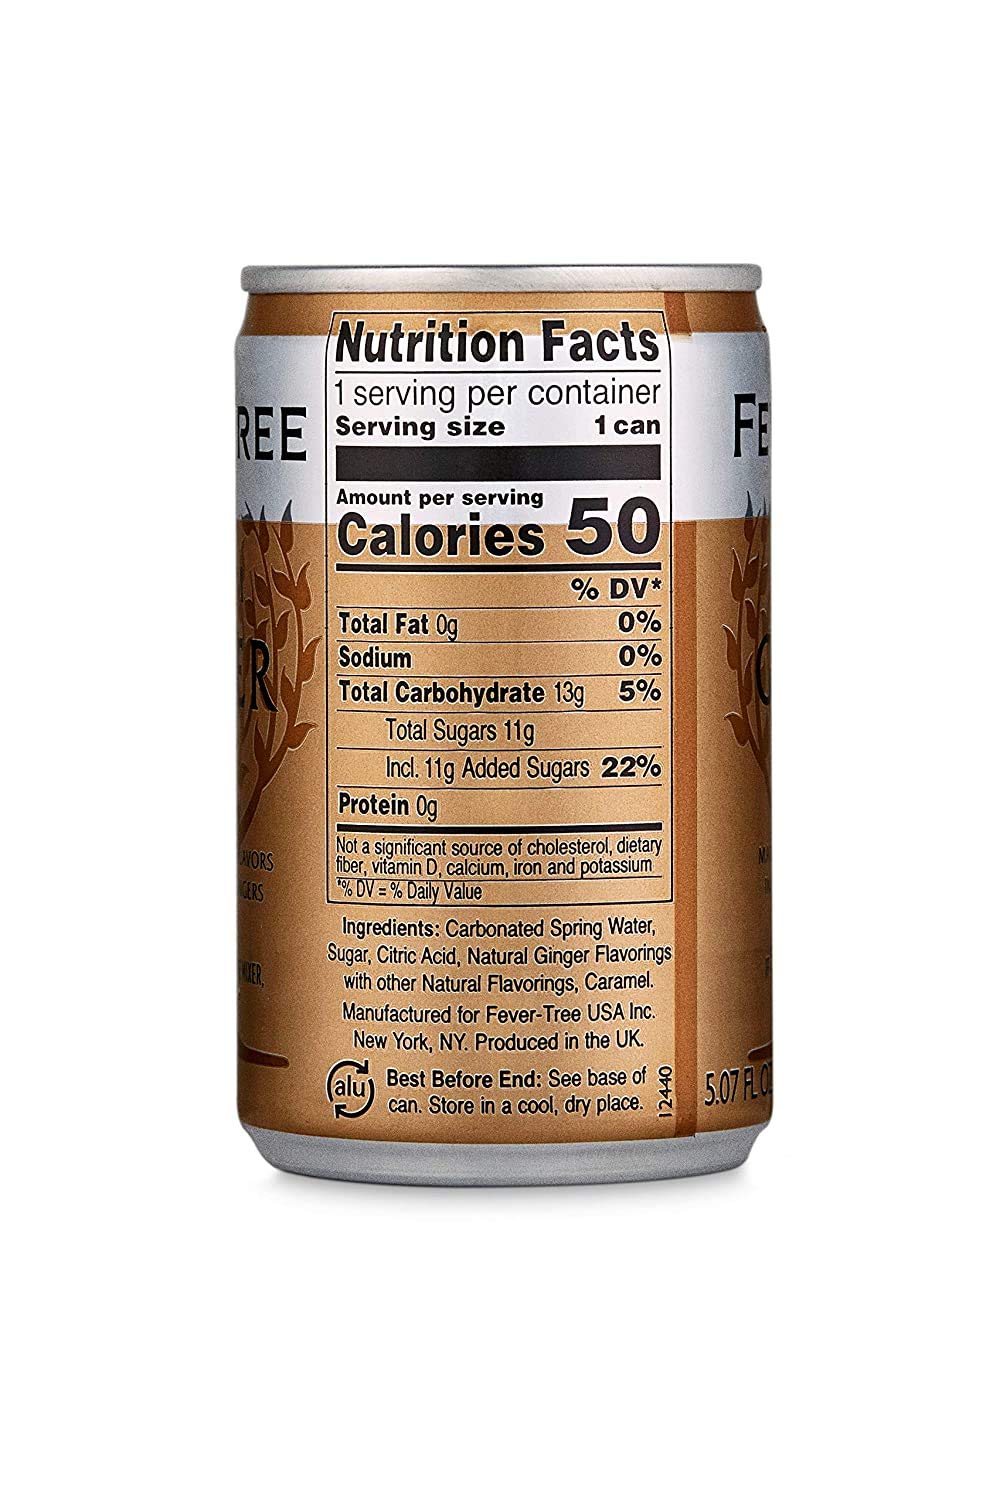 Nutrition Facts
1 serving per container
Serving size 1 can
Amount per serving
Calories 50
% DV*
Total Fat 0g 0%
Sodium 0%
Total Carbohydrate 13g 5%
Total Sugars 11g
Incl. 11g Added Sugars 22%
Protein 0g
Not a significant source of cholesterol, dietary
fiber, vitamin D, calcium, iron and potassium
*% DV = % Daily Value
Ingredients: Carbonated Spring Water,
Sugar, Citric Acid, Natural Ginger Flavorings
with other Natural Flavorings, Caramel.
Manufactured for Fever-Tree USA Inc.
New York, NY. Produced in the UK.
alu
Best Before End: See base of
can. Store in a cool, dry place.
12440
REE
ER
AVORS
GERS
FE
5.07 FL O